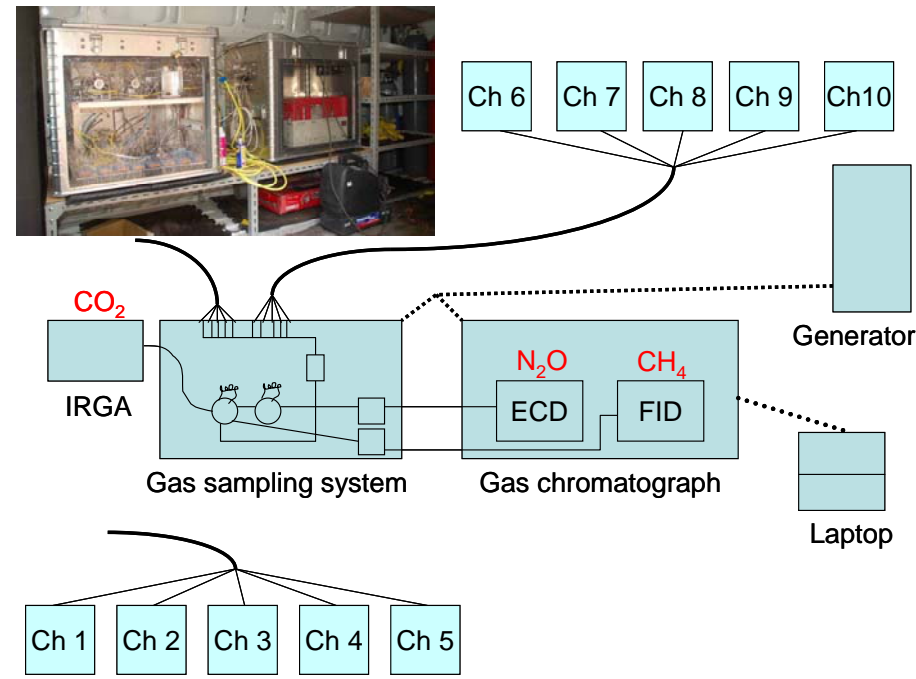 Ch 6
Ch 7
Ch 8
Ch 9
Ch10
CO₂
IRGA
N₂O
CH₄
ECD
FID
Generator
Gas sampling system
Gas chromatograph
Laptop
Ch 1
Ch 2
Ch 3
Ch 4
Ch 5